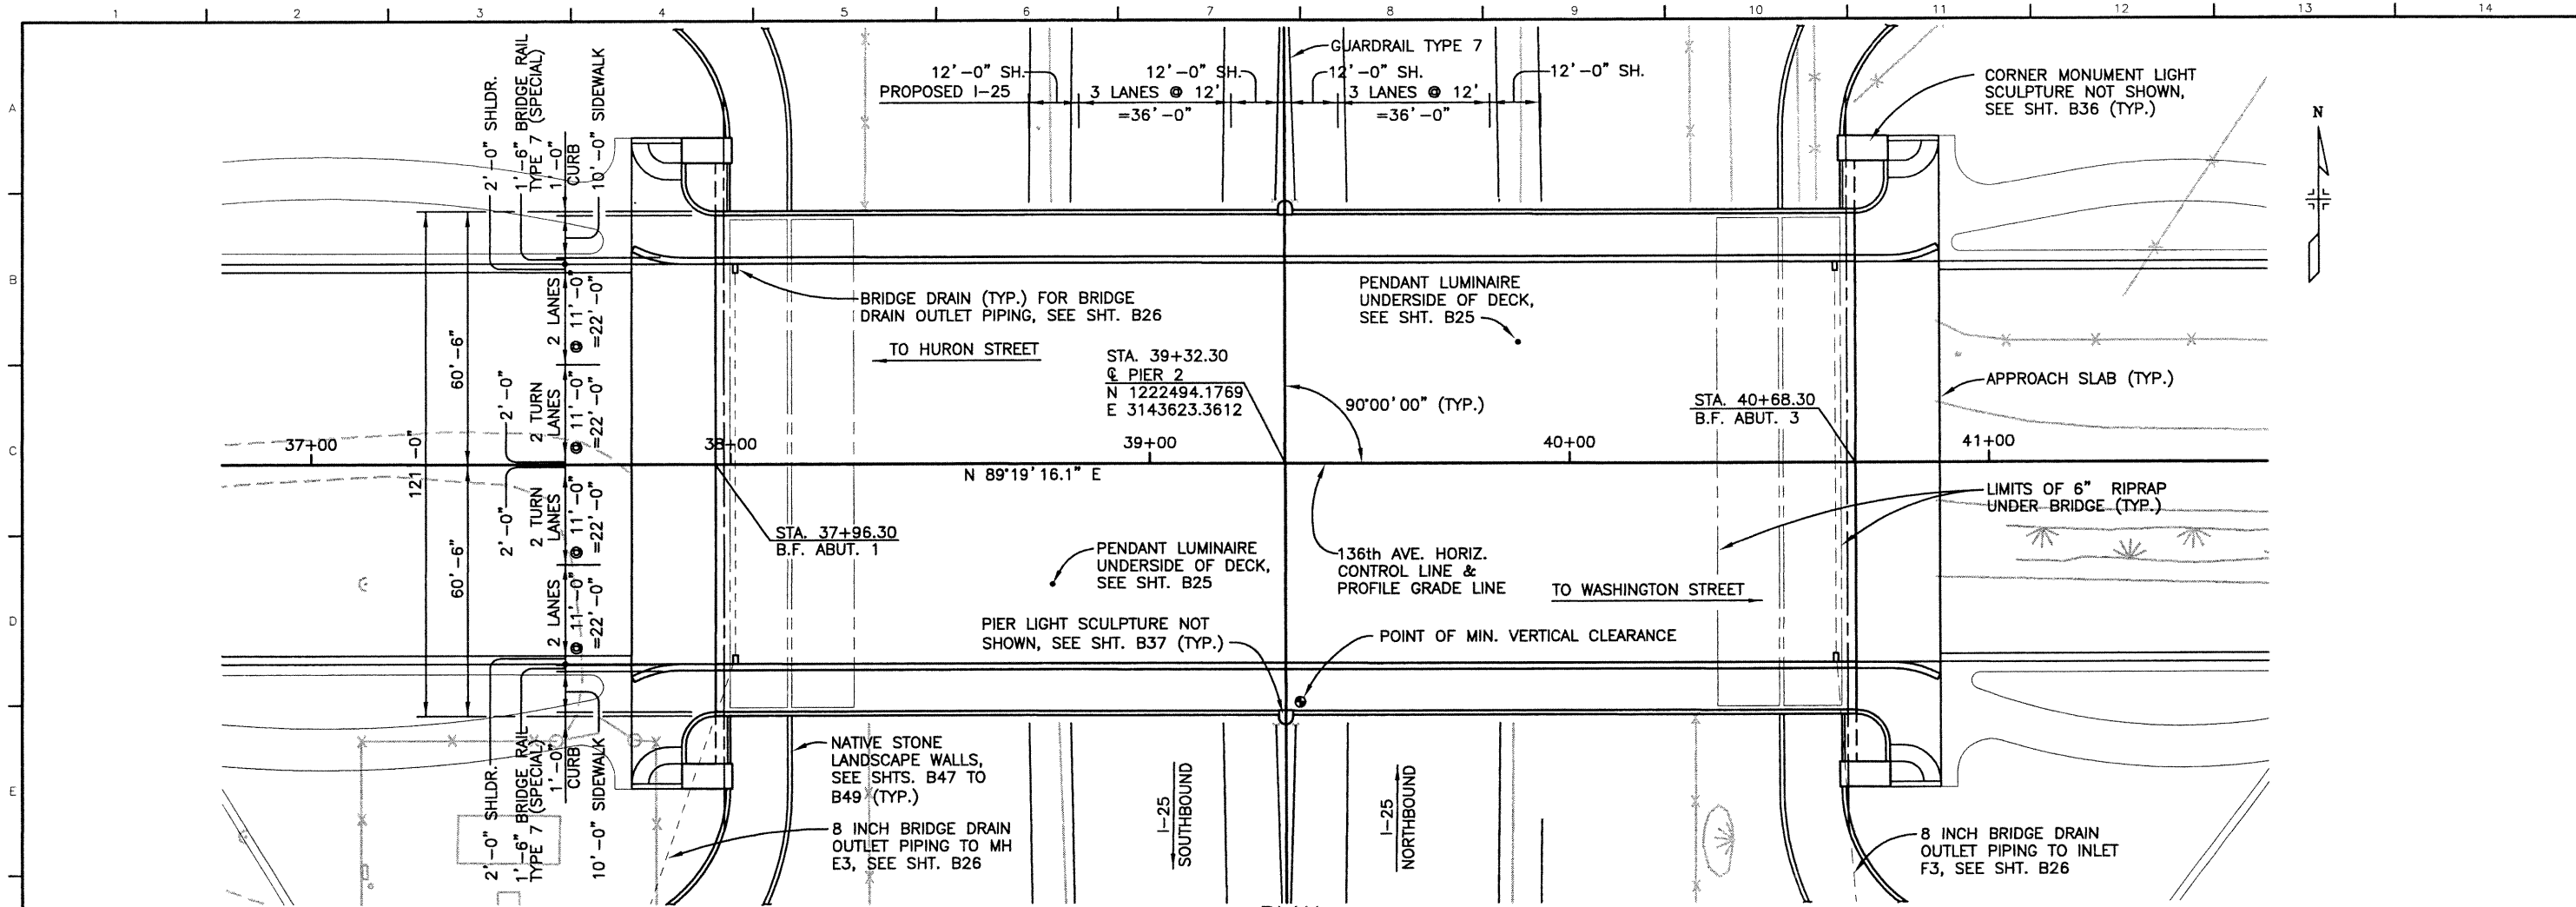 1 2 3 4 5 6 7 8 9 10 11 12 13 14
A
B
C
D
E
2'-0" SHLDR.
1'-6" BRIDGE RAIL
TYPE 7 (SPECIAL)
1'-0"
CURB
10'-0" SIDEWALK
12'-0" SH.
PROPOSED I-25
3 LANES @ 12'
=36'-0"
12'-0" SH.
GUARDRAIL TYPE 7
12'-0" SH.
3 LANES @ 12'
=36'-0"
12'-0" SH.
CORNER MONUMENT LIGHT
SCULPTURE NOT SHOWN,
SEE SHT. B36 (TYP.)
N
BRIDGE DRAIN (TYP.) FOR BRIDGE
DRAIN OUTLET PIPING, SEE SHT. B26
TO HURON STREET
PENDANT LUMINAIRE
UNDERSIDE OF DECK,
SEE SHT. B25
STA. 39+32.30
℄ PIER 2
N 1222494.1769
E 3143623.3612
90°00'00" (TYP.)
STA. 40+68.30
B.F. ABUT. 3
APPROACH SLAB (TYP.)
121'-0"
60'-6"
60'-6"
2 LANES
@ 11'-0"
=22'-0"
2'-0"
2 TURN
LANES
@ 11'-0"
=22'-0"
2'-0"
2 TURN
LANES
@ 11'-0"
=22'-0"
2 LANES
@ 11'-0"
=22'-0"
37+00
38+00
39+00
40+00
41+00
N 89°19'16.1" E
STA. 37+96.30
B.F. ABUT. 1
PENDANT LUMINAIRE
UNDERSIDE OF DECK,
SEE SHT. B25
136th AVE. HORIZ.
CONTROL LINE &
PROFILE GRADE LINE
TO WASHINGTON STREET
LIMITS OF 6" RIPRAP
UNDER BRIDGE (TYP.)
PIER LIGHT SCULPTURE NOT
SHOWN, SEE SHT. B37 (TYP.)
POINT OF MIN. VERTICAL CLEARANCE
2'-0" SHLDR.
1'-6" BRIDGE RAIL
TYPE 7 (SPECIAL)
1'-0"
CURB
10'-0" SIDEWALK
NATIVE STONE
LANDSCAPE WALLS,
SEE SHTS. B47 TO
B49 (TYP.)
8 INCH BRIDGE DRAIN
OUTLET PIPING TO MH
E3, SEE SHT. B26
I-25
SOUTHBOUND
I-25
NORTHBOUND
8 INCH BRIDGE DRAIN
OUTLET PIPING TO INLET
F3, SEE SHT. B26